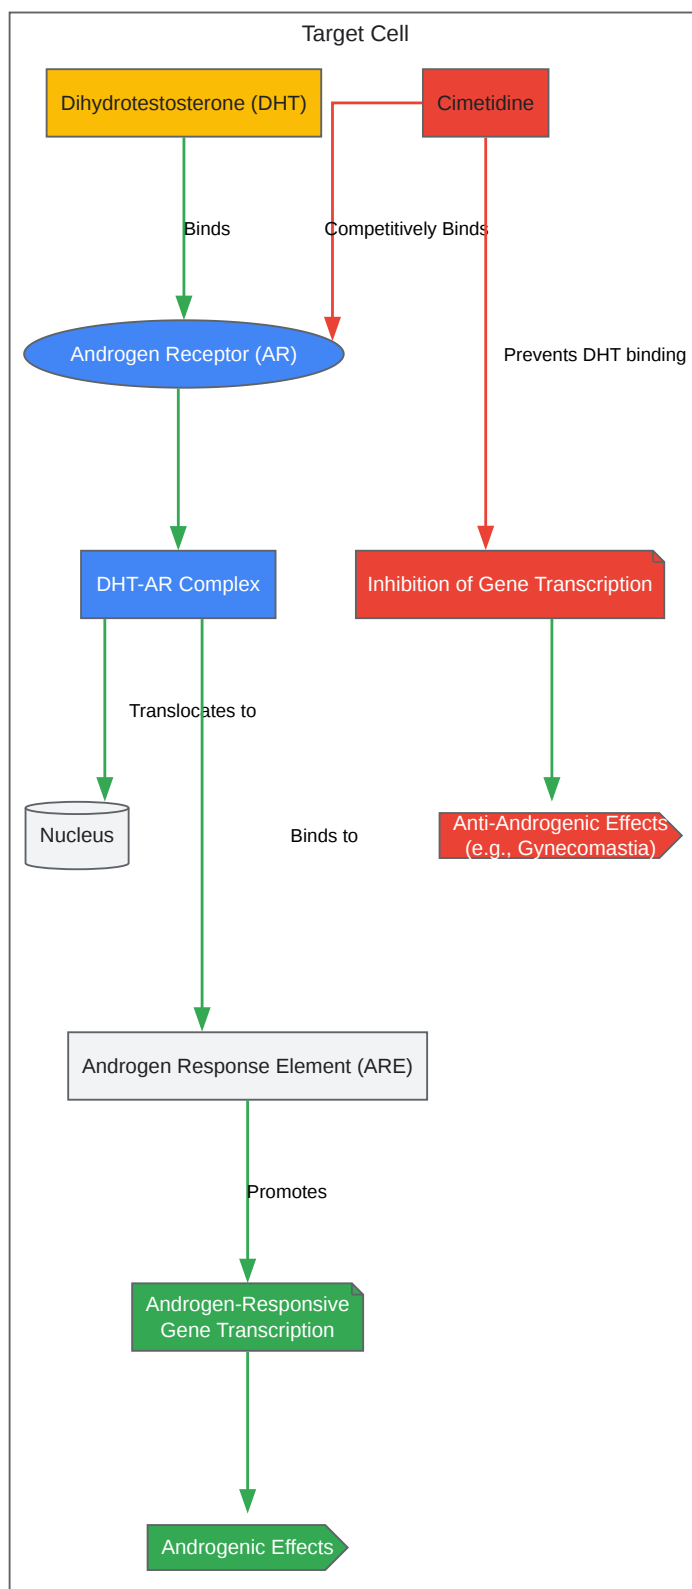 Target Cell
Dihydrotestosterone (DHT)
Cimetidine
Binds
Competitively Binds
Androgen Receptor (AR)
Prevents DHT binding
DHT-AR Complex
Inhibition of Gene Transcription
Translocates to
Nucleus
Binds to
Anti-Androgenic Effects
(e.g., Gynecomastia)
Androgen Response Element (ARE)
Promotes
Androgen-Responsive
Gene Transcription
Androgenic Effects